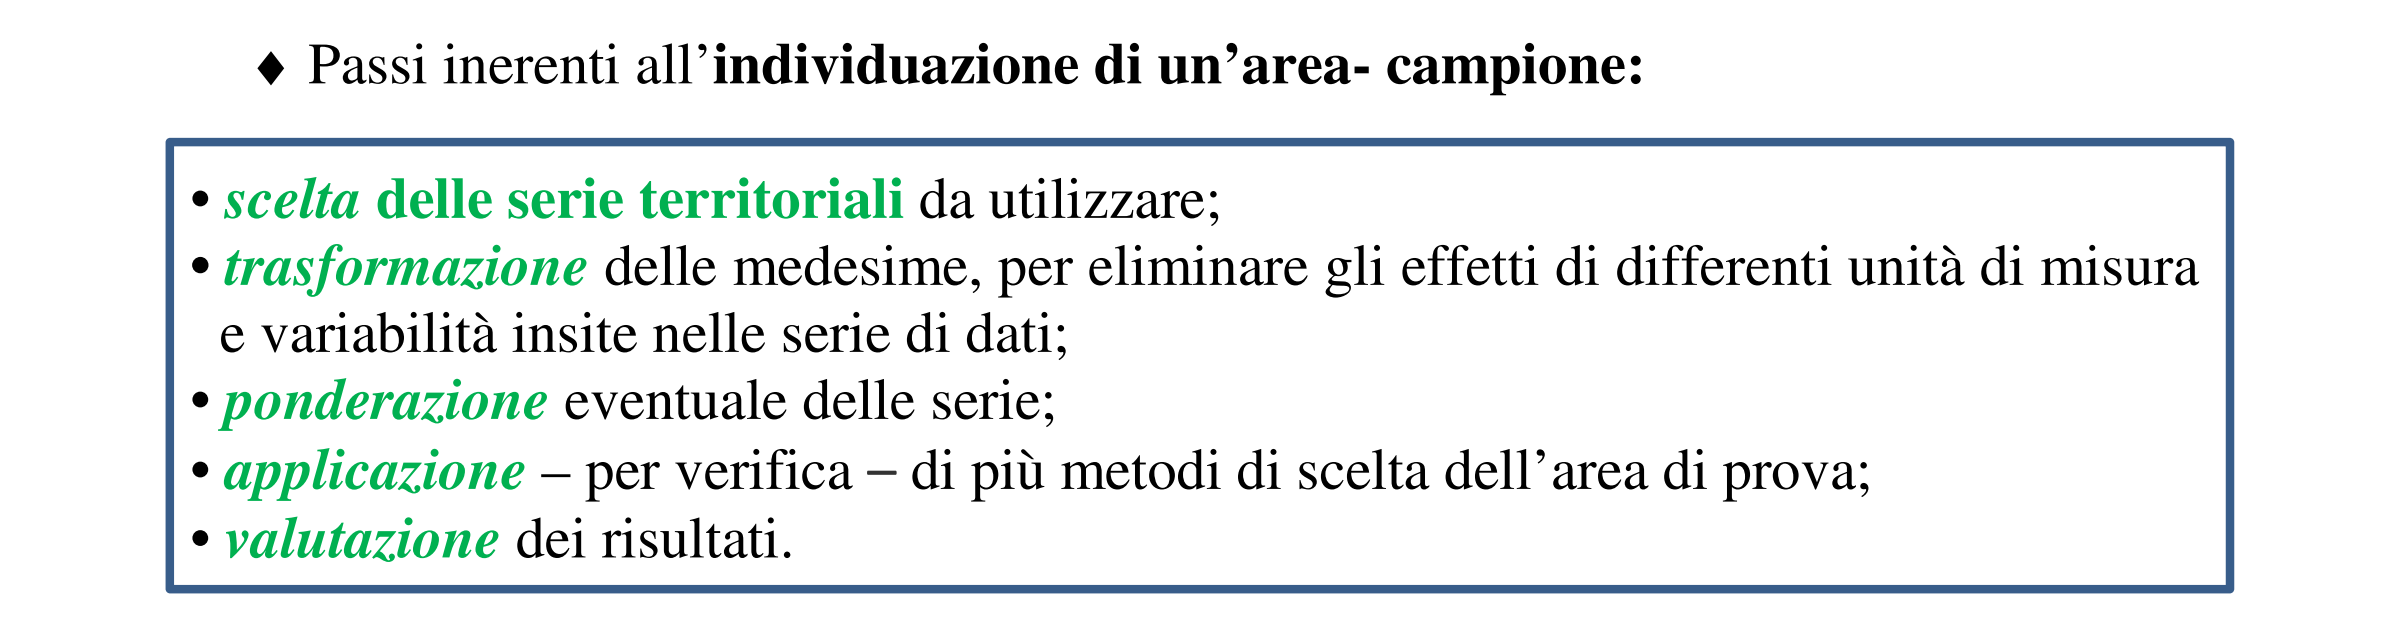 ♦ Passi inerenti all’individuazione di un’area- campione:
• scelta delle serie territoriali da utilizzare;
• trasformazione delle medesime, per eliminare gli effetti di differenti unità di misura
e variabilità insite nelle serie di dati;
• ponderazione eventuale delle serie;
• applicazione – per verifica – di più metodi di scelta dell’area di prova;
• valutazione dei risultati.